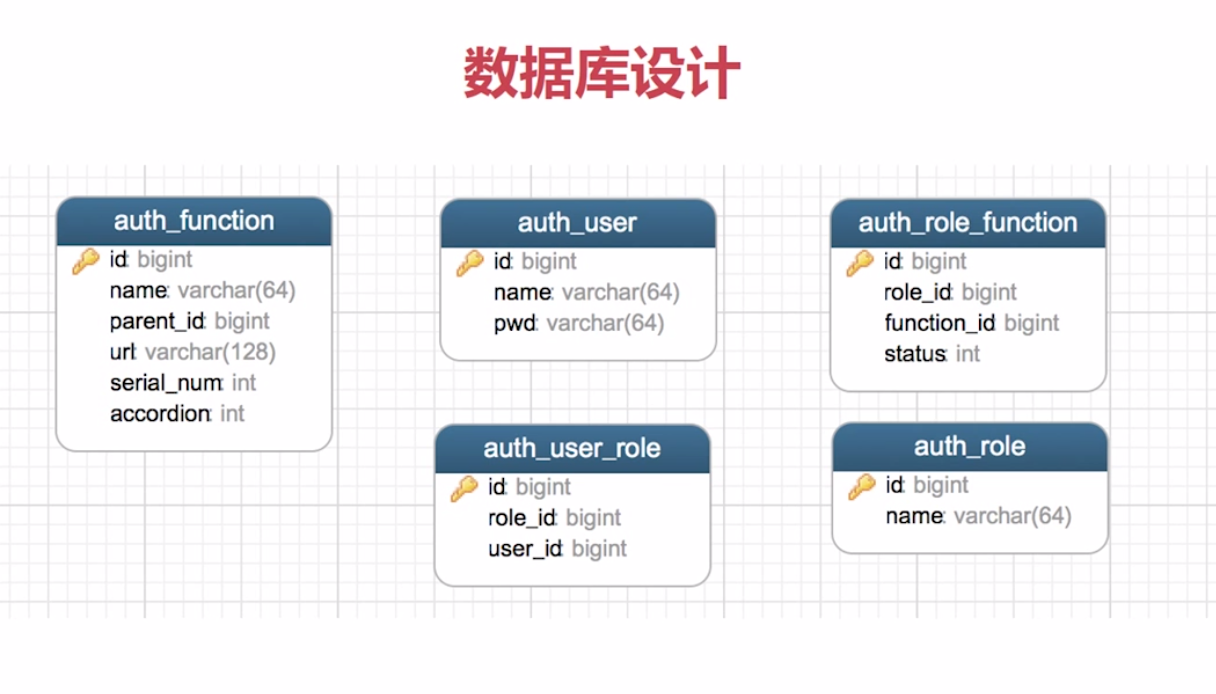 数据库设计
auth_function
id: bigint
name: varchar(64)
parent_id: bigint
url: varchar(128)
serial_num: int
accordion: int
auth_user
id: bigint
name: varchar(64)
pwd: varchar(64)
auth_role_function
id: bigint
role_id: bigint
function_id: bigint
status: int
auth_user_role
id: bigint
role_id: bigint
user_id: bigint
auth_role
id: bigint
name: varchar(64)